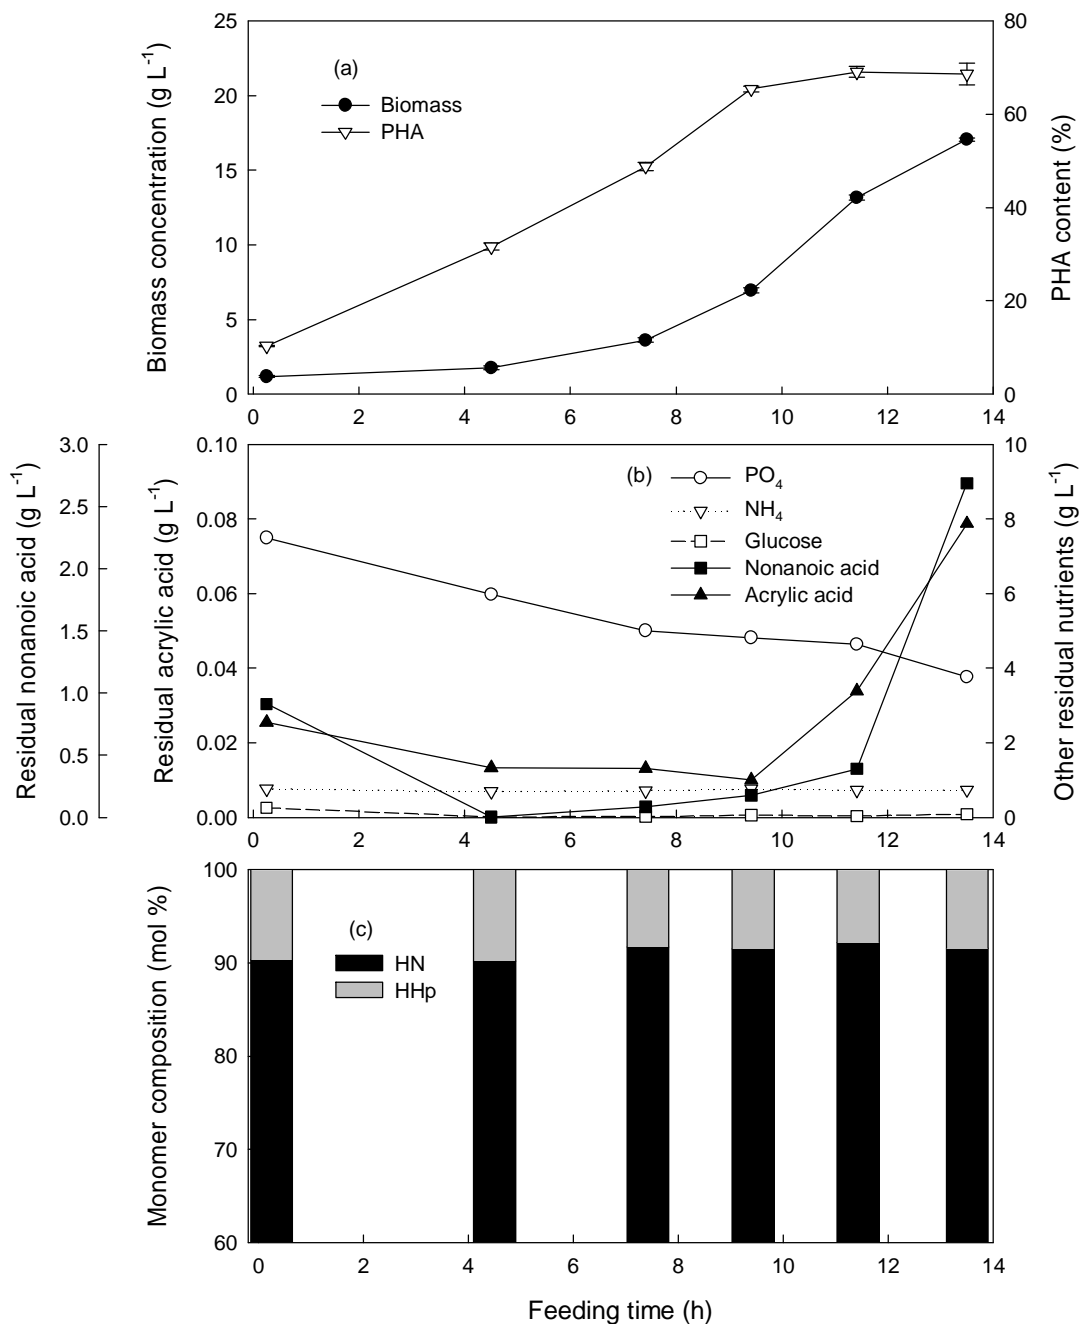 25
20
15
10
5
0
Biomass concentration (g L⁻¹)
(a)
Biomass
PHA
80
60
40
20
0
PHA content (%)
0 2 4 6 8 10 12 14
3.0
2.5
2.0
1.5
1.0
0.5
0.0
Residual nonanoic acid (g L⁻¹)
0.10
0.08
0.06
0.04
0.02
0.00
Residual acrylic acid (g L⁻¹)
(b)
PO₄
NH₄
Glucose
Nonanoic acid
Acrylic acid
10
8
6
4
2
0
Other residual nutrients (g L⁻¹)
0 2 4 6 8 10 12 14
100
90
80
70
60
Monomer composition (mol %)
(c)
HN
HHp
0 2 4 6 8 10 12 14
Feeding time (h)